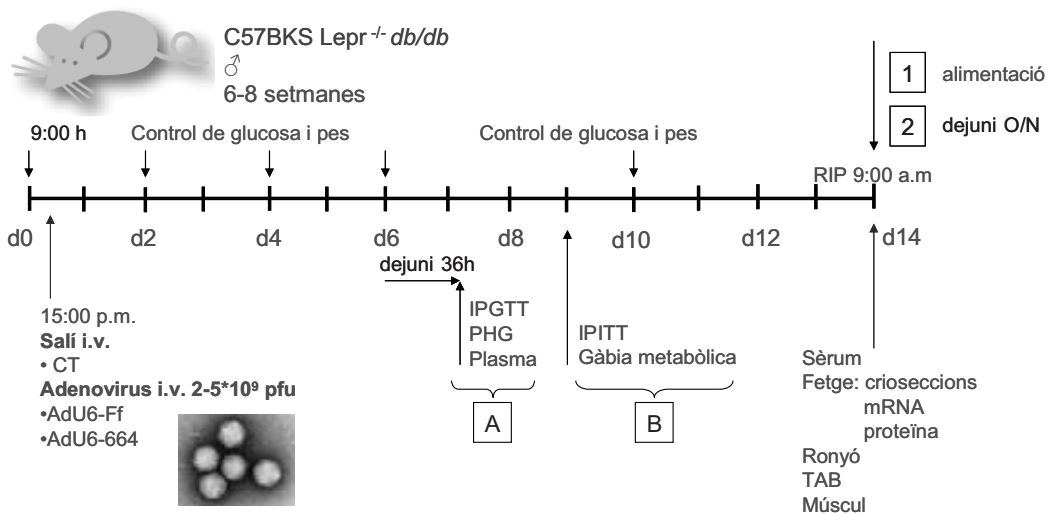 C57BKS Lepr -/- db/db
♂
6-8 setmanes
1 alimentació
2 dejuni O/N
9:00 h
Control de glucosa i pes
Control de glucosa i pes
RIP 9:00 a.m
d0 d2 d4 d6 d8 d10 d12 d14
dejuni 36h
15:00 p.m.
Salí i.v.
• CT
Adenovirus i.v. 2-5*10⁹ pfu
•AdU6-Ff
•AdU6-664
IPGTT
PHG
Plasma
A
IPITT
Gàbia metabòlica
B
Sèrum
Fetge: crioseccions
mRNA
proteïna
Ronyó
TAB
Múscul